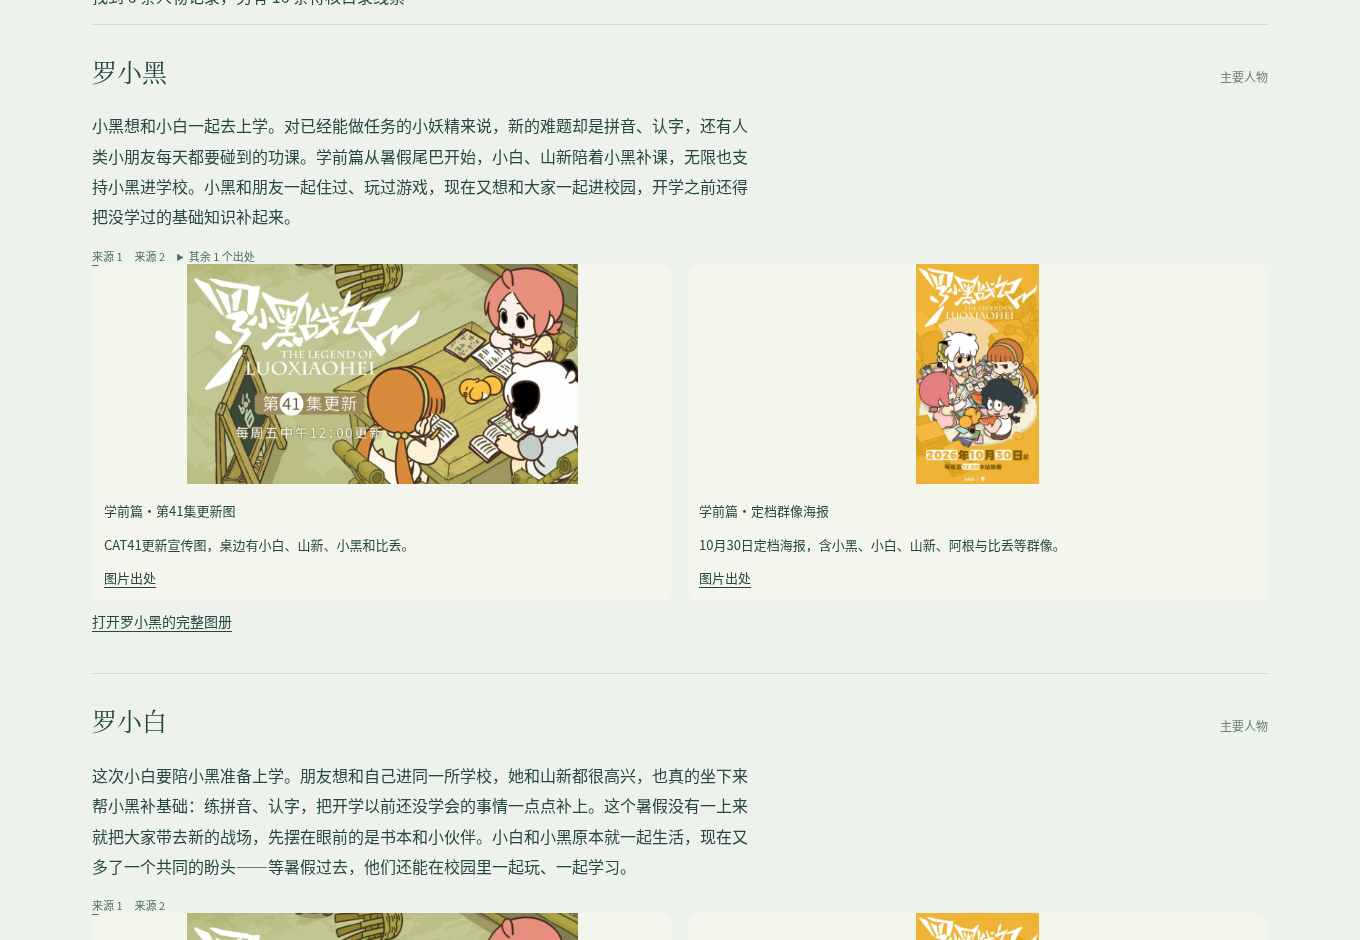 罗小黑
主要人物
小黑想和小白一起去上学。对已经能做任务的小妖精来说，新的难题却是拼音、认字，还有人
类小朋友每天都要碰到的功课。学前篇从暑假尾巴开始，小白、山新陪着小黑补课，无限也支
持小黑进学校。小黑和朋友一起住过、玩过游戏，现在又想和大家一起进校园，开学之前还得
把没学过的基础知识补起来。
来源 1 来源 2 ▶ 其余 1 个出处
罗小黑战记
THE LEGEND OF
LUOXIAOHEI
第41集更新
每周五中午12:00更新
罗小黑战记
THE LEGEND OF
LUOXIAOHEI
2026年10月30日起
学前篇・第41集更新图
CAT41更新宣传图，桌边有小白、山新、小黑和比丢。
图片出处
学前篇・定档群像海报
10月30日定档海报，含小黑、小白、山新、阿根与比丢等群像。
图片出处
打开罗小黑的完整图册
罗小白
主要人物
这次小白要陪小黑准备上学。朋友想和自己进同一所学校，她和山新都很高兴，也真的坐下来
帮小黑补基础：练拼音、认字，把开学以前还没学会的事情一点点补上。这个暑假没有一上来
就把大家带去新的战场，先摆在眼前的是书本和小伙伴。小白和小黑原本就一起生活，现在又
多了一个共同的盼头——等暑假过去，他们还能在校园里一起玩、一起学习。
来源 1 来源 2